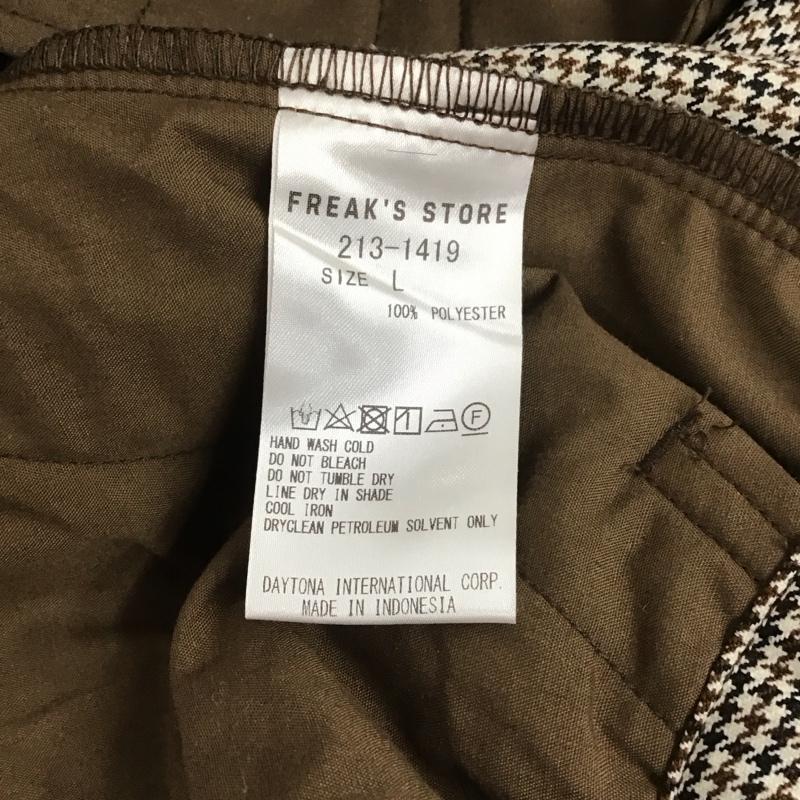 FREAK'S STORE
213-1419
SIZE L
100% POLYESTER
F
HAND WASH COLD
DO NOT BLEACH
DO NOT TUMBLE DRY
LINE DRY IN SHADE
COOL IRON
DRYCLEAN PETROLEUM SOLVENT ONLY
DAYTONA INTERNATIONAL CORP.
MADE IN INDONESIA